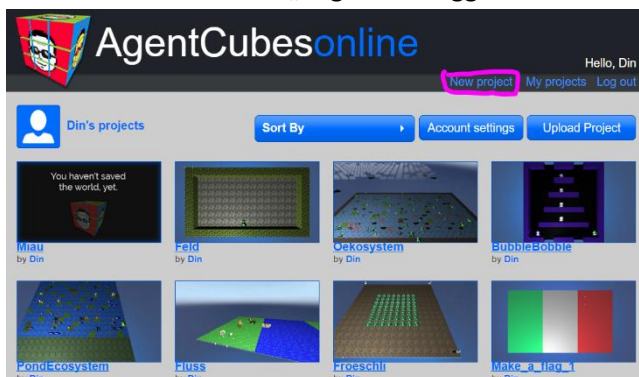 AgentCubesonline
Hello, Din
New project My projects Log out
Din's projects
Sort By
Account settings
Upload Project
You haven't saved
the world, yet.
Miau
by Din
Feld
by Din
Oekosystem
by Din
BubbleBobble
by Din
PondEcosystem
Fluss
Froeschli
Make_a_flag_1